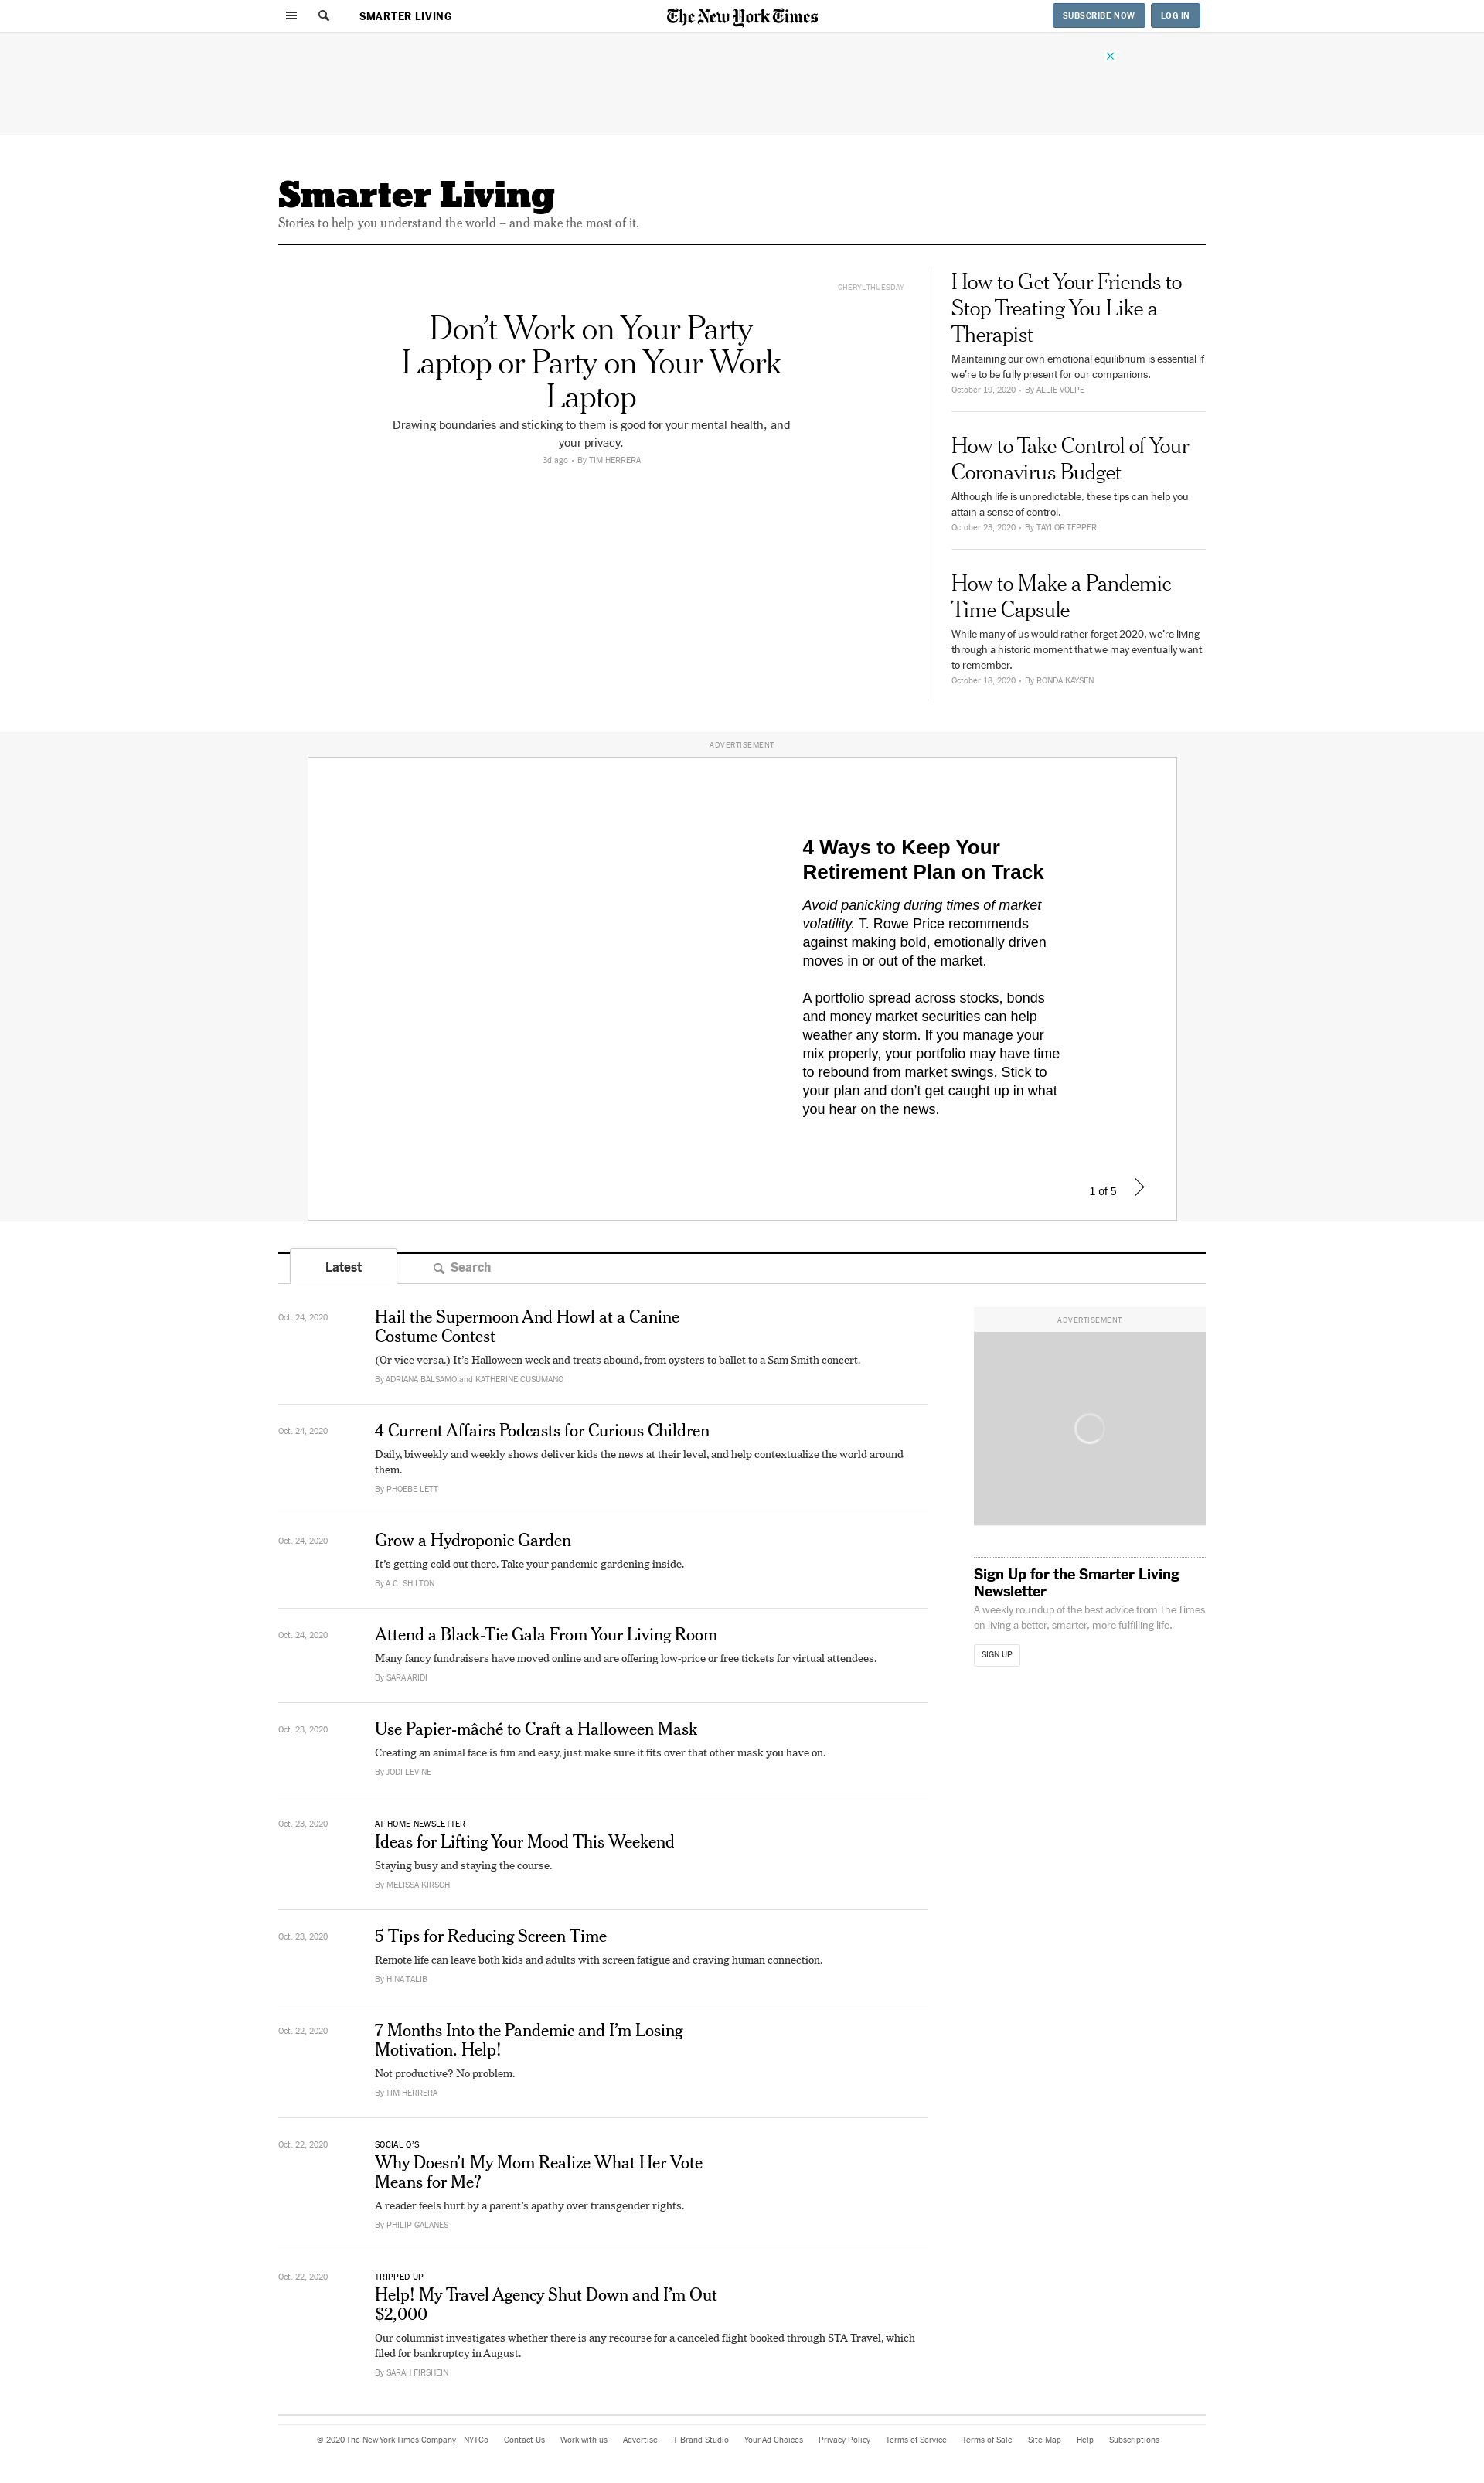 SMARTER LIVING
The New York Times
SUBSCRIBE NOW
LOG IN
Smarter Living
Stories to help you understand the world – and make the most of it.
CHERYL THUESDAY
Don’t Work on Your Party
Laptop or Party on Your Work
Laptop
Drawing boundaries and sticking to them is good for your mental health, and
your privacy.
3d ago • By TIM HERRERA
How to Get Your Friends to
Stop Treating You Like a
Therapist
Maintaining our own emotional equilibrium is essential if
we’re to be fully present for our companions.
October 19, 2020 • By ALLIE VOLPE
How to Take Control of Your
Coronavirus Budget
Although life is unpredictable, these tips can help you
attain a sense of control.
October 23, 2020 • By TAYLOR TEPPER
How to Make a Pandemic
Time Capsule
While many of us would rather forget 2020, we’re living
through a historic moment that we may eventually want
to remember.
October 18, 2020 • By RONDA KAYSEN
ADVERTISEMENT
4 Ways to Keep Your
Retirement Plan on Track
Avoid panicking during times of market
volatility. T. Rowe Price recommends
against making bold, emotionally driven
moves in or out of the market.
A portfolio spread across stocks, bonds
and money market securities can help
weather any storm. If you manage your
mix properly, your portfolio may have time
to rebound from market swings. Stick to
your plan and don’t get caught up in what
you hear on the news.
1 of 5
Latest
Search
Oct. 24, 2020
Hail the Supermoon And Howl at a Canine
Costume Contest
(Or vice versa.) It’s Halloween week and treats abound, from oysters to ballet to a Sam Smith concert.
By ADRIANA BALSAMO and KATHERINE CUSUMANO
Oct. 24, 2020
4 Current Affairs Podcasts for Curious Children
Daily, biweekly and weekly shows deliver kids the news at their level, and help contextualize the world around
them.
By PHOEBE LETT
Oct. 24, 2020
Grow a Hydroponic Garden
It’s getting cold out there. Take your pandemic gardening inside.
By A.C. SHILTON
Oct. 24, 2020
Attend a Black-Tie Gala From Your Living Room
Many fancy fundraisers have moved online and are offering low-price or free tickets for virtual attendees.
By SARA ARIDI
Oct. 23, 2020
Use Papier-mâché to Craft a Halloween Mask
Creating an animal face is fun and easy, just make sure it fits over that other mask you have on.
By JODI LEVINE
Oct. 23, 2020
AT HOME NEWSLETTER
Ideas for Lifting Your Mood This Weekend
Staying busy and staying the course.
By MELISSA KIRSCH
Oct. 23, 2020
5 Tips for Reducing Screen Time
Remote life can leave both kids and adults with screen fatigue and craving human connection.
By HINA TALIB
Oct. 22, 2020
7 Months Into the Pandemic and I’m Losing
Motivation. Help!
Not productive? No problem.
By TIM HERRERA
Oct. 22, 2020
SOCIAL Q’S
Why Doesn’t My Mom Realize What Her Vote
Means for Me?
A reader feels hurt by a parent’s apathy over transgender rights.
By PHILIP GALANES
Oct. 22, 2020
TRIPPED UP
Help! My Travel Agency Shut Down and I’m Out
$2,000
Our columnist investigates whether there is any recourse for a canceled flight booked through STA Travel, which
filed for bankruptcy in August.
By SARAH FIRSHEIN
ADVERTISEMENT
Sign Up for the Smarter Living
Newsletter
A weekly roundup of the best advice from The Times
on living a better, smarter, more fulfilling life.
SIGN UP
© 2020 The New York Times Company NYTCo Contact Us Work with us Advertise T Brand Studio Your Ad Choices Privacy Policy Terms of Service Terms of Sale Site Map Help Subscriptions